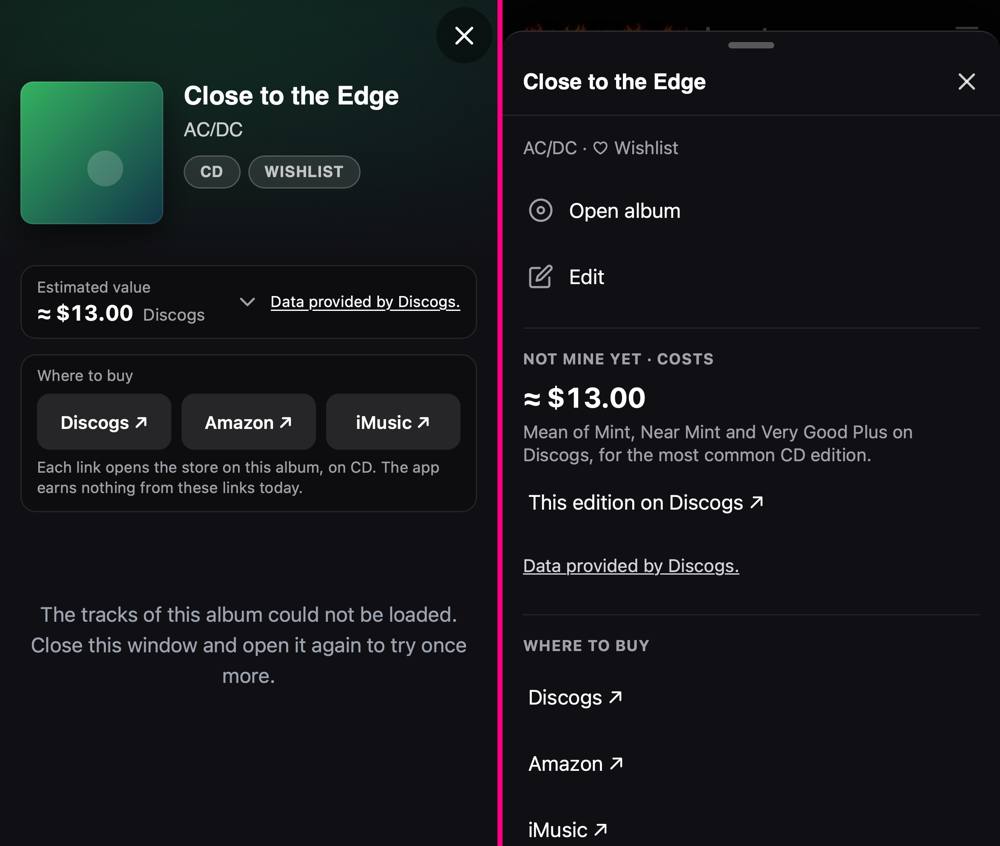 Close to the Edge
AC/DC
CD
WISHLIST
Estimated value
≈ $13.00 Discogs
Data provided by Discogs.
Where to buy
Discogs ↗
Amazon ↗
iMusic ↗
Each link opens the store on this album, on CD. The app
earns nothing from these links today.
The tracks of this album could not be loaded.
Close this window and open it again to try once
more.
Close to the Edge
AC/DC · ♡ Wishlist
Open album
Edit
NOT MINE YET · COSTS
≈ $13.00
Mean of Mint, Near Mint and Very Good Plus on
Discogs, for the most common CD edition.
This edition on Discogs ↗
Data provided by Discogs.
WHERE TO BUY
Discogs ↗
Amazon ↗
iMusic ↗